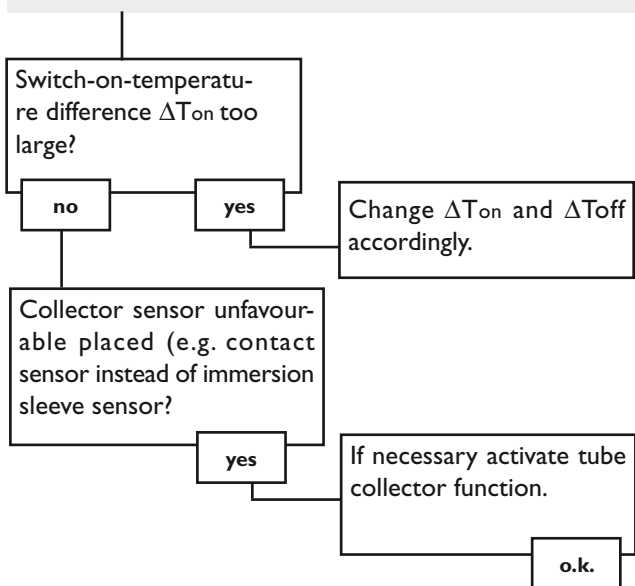 Switch-on-temperatu-
re difference ΔTon too
large?
no
yes
Change ΔTon and ΔToff
accordingly.
Collector sensor unfavour-
able placed (e.g. contact
sensor instead of immersion
sleeve sensor?
yes
If necessary activate tube
collector function.
o.k.